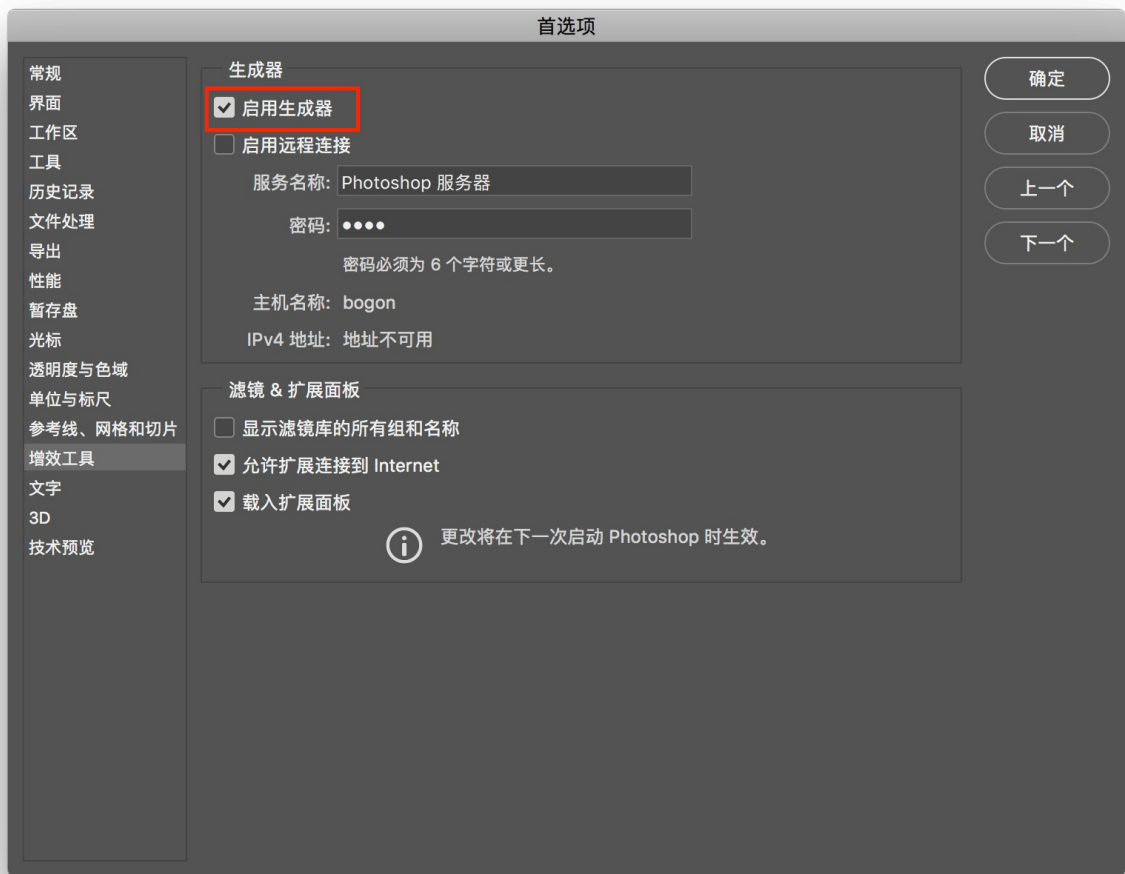 首选项
常规
界面
工作区
工具
历史记录
文件处理
导出
性能
暂存盘
光标
透明度与色域
单位与标尺
参考线、网格和切片
增效工具
文字
3D
技术预览
生成器
启用生成器
启用远程连接
服务名称: Photoshop 服务器
密码: ●●●●
密码必须为 6 个字符或更长。
主机名称: bogon
IPv4 地址: 地址不可用
滤镜 & 扩展面板
显示滤镜库的所有组和名称
允许扩展连接到 Internet
载入扩展面板
更改将在下一次启动 Photoshop 时生效。
确定
取消
上一个
下一个